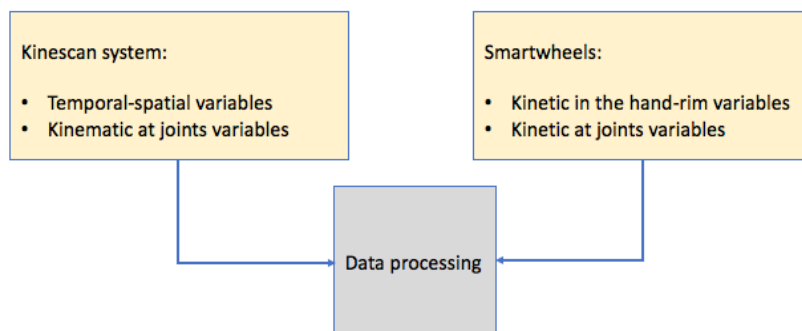 Kinescan system:
• Temporal-spatial variables
• Kinematic at joints variables
Smartwheels:
• Kinetic in the hand-rim variables
• Kinetic at joints variables
Data processing